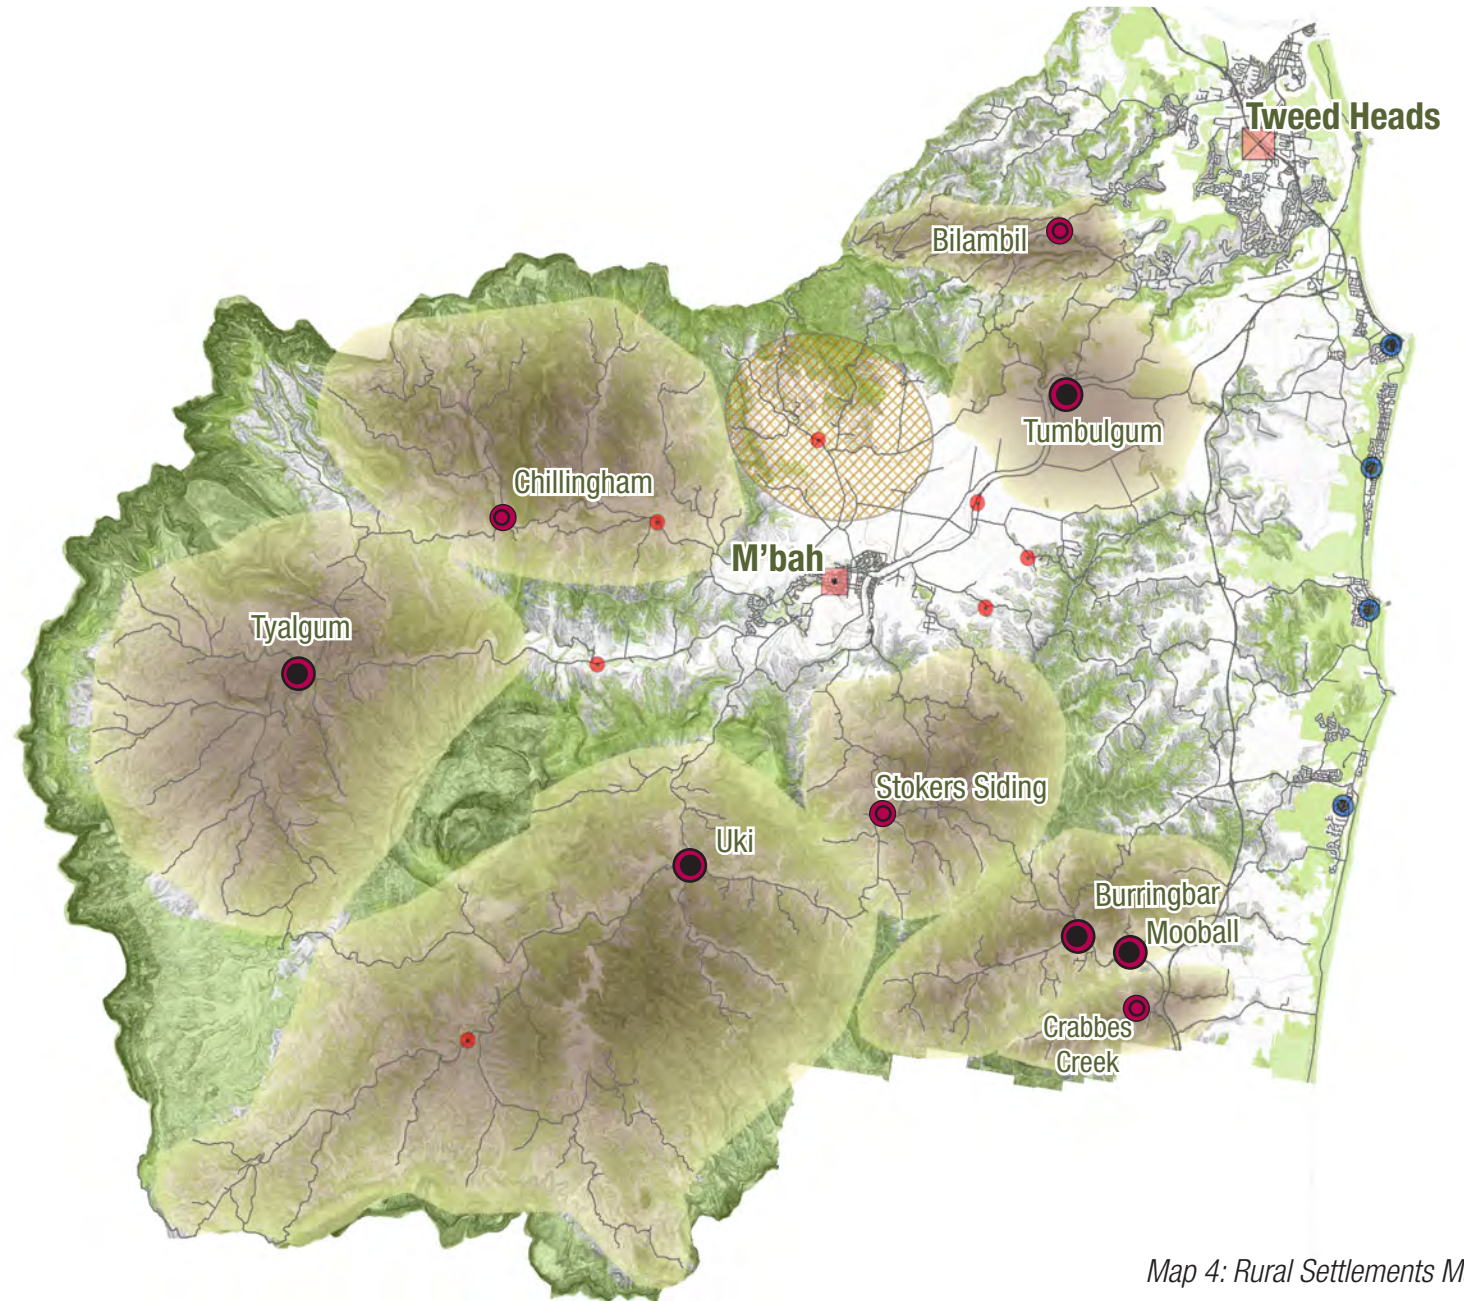 Tweed Heads
Bilambil
Tumbulgum
Chillingham
M'bah
Tyalgum
Stokers Siding
Uki
Burringbar
Mooball
Crabbes
Creek
Map 4: Rural Settlements M